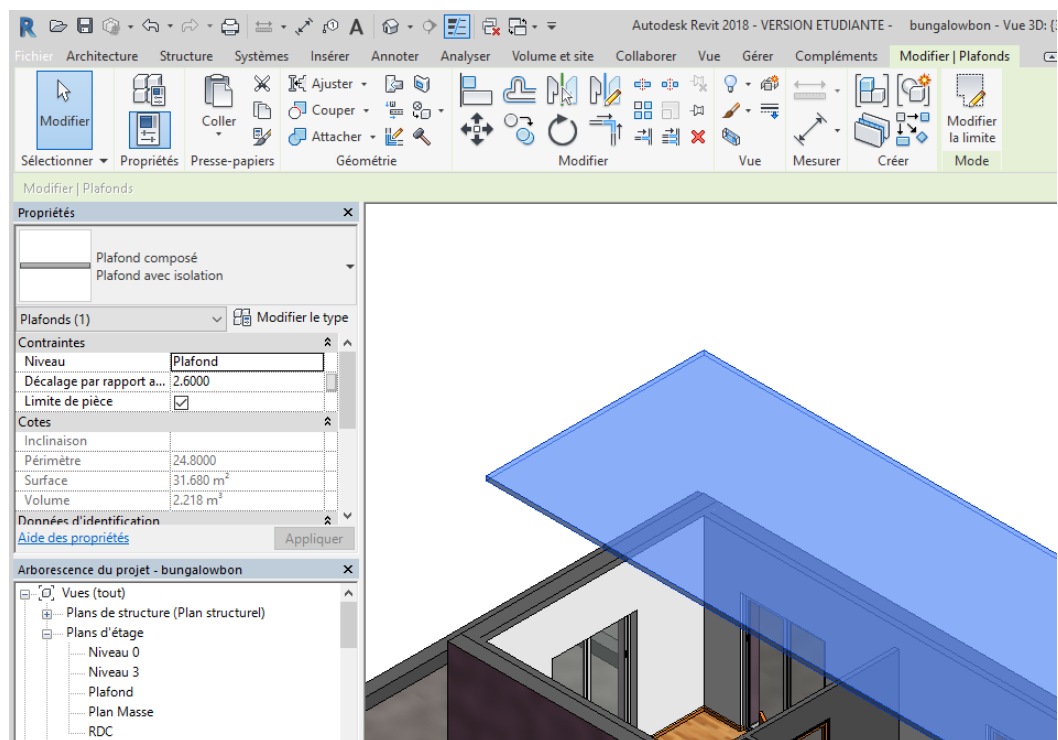 Autodesk Revit 2018 - VERSION ETUDIANTE - bungalowbon - Vue 3D: {3
Fichier Architecture Structure Systèmes Insérer Annoter Analyser Volume et site Collaborer Vue Gérer Compléments Modifier | Plafonds
Modifier
Coller
Ajuster
Couper
Attacher
Modifier
la limite
Sélectionner Propriétés Presse-papiers Géométrie Modifier Vue Mesurer Créer Mode
Modifier | Plafonds
Propriétés
Plafond composé
Plafond avec isolation
Plafonds (1) Modifier le type
Contraintes
Niveau Plafond
Décalage par rapport a... 2.6000
Limite de pièce
Cotes
Inclinaison
Périmètre 24.8000
Surface 31.680 m²
Volume 2.218 m³
Données d'identification
Aide des propriétés Appliquer
Arborescence du projet - bungalowbon
Vues (tout)
Plans de structure (Plan structurel)
Plans d'étage
Niveau 0
Niveau 3
Plafond
Plan Masse
RDC